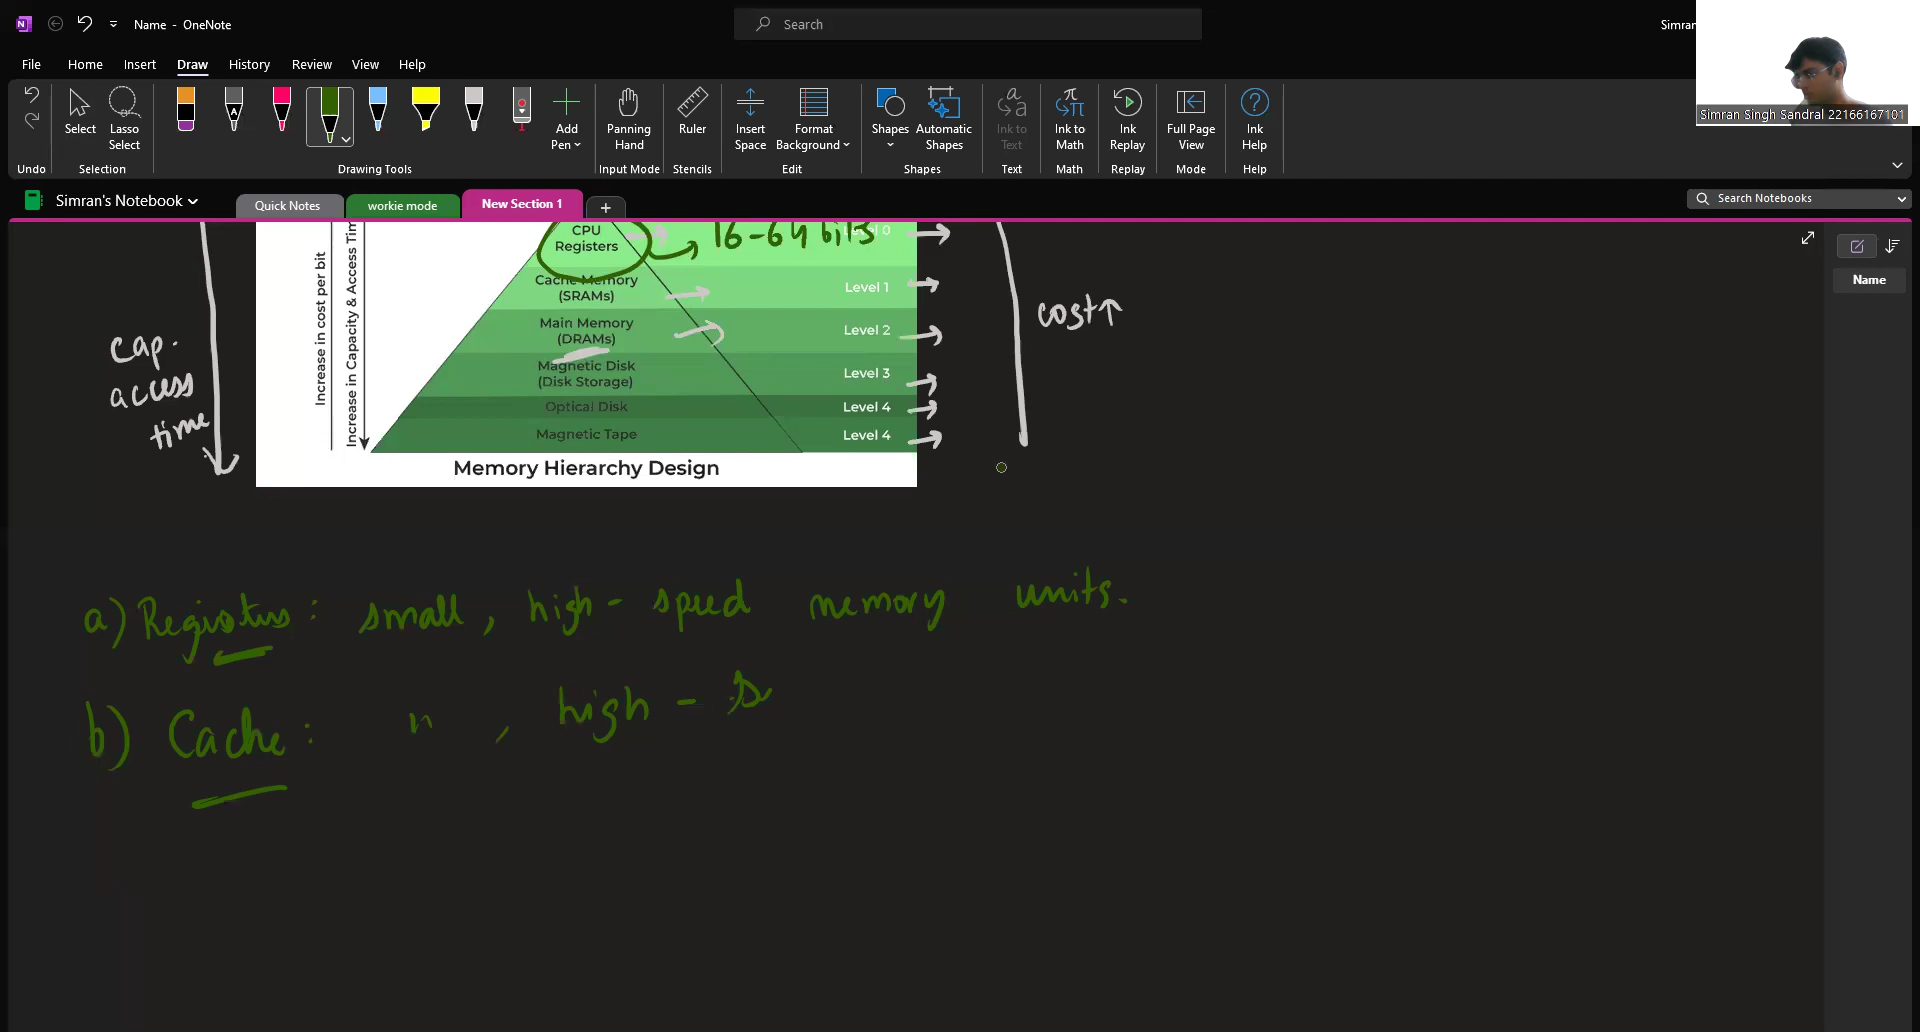 Name - OneNote
Search
Simran
File Home Insert Draw History Review View Help
Select
Lasso Select
Add Pen
Panning Hand
Ruler
Insert Space
Format Background
Shapes
Automatic Shapes
Ink to Text
Ink to Math
Ink Replay
Full Page View
Ink Help
Undo Selection Drawing Tools Input Mode Stencils Edit Shapes Text Math Replay Mode Help
Simran Singh Sandral 22166167101
Simran's Notebook
Quick Notes
workie mode
New Section 1
+
Search Notebooks
Name
CPU Registers
16-64 bits
Level 0
Cache Memory (SRAMs)
Level 1
Main Memory (DRAMs)
Level 2
Magnetic Disk (Disk Storage)
Level 3
Optical Disk
Level 4
Magnetic Tape
Level 4
Increase in cost per bit
Increase in Capacity & Access Tim
Memory Hierarchy Design
cap.
access
time
cost↑
a) Registers: small, high-speed memory units.
b) Cache: " , high - s